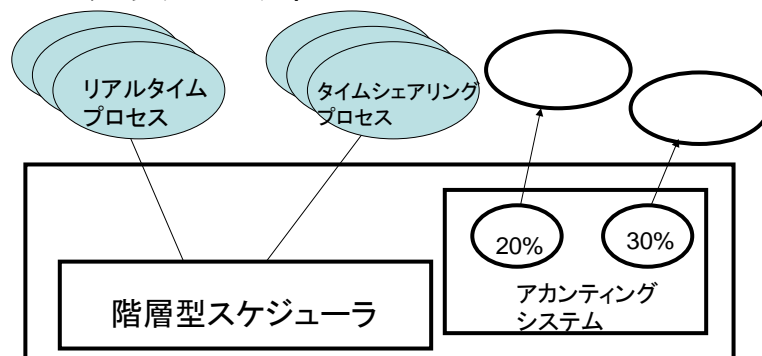 リアルタイム
プロセス
タイムシェアリング
プロセス
20%
30%
アカンティング
システム
階層型スケジューラ